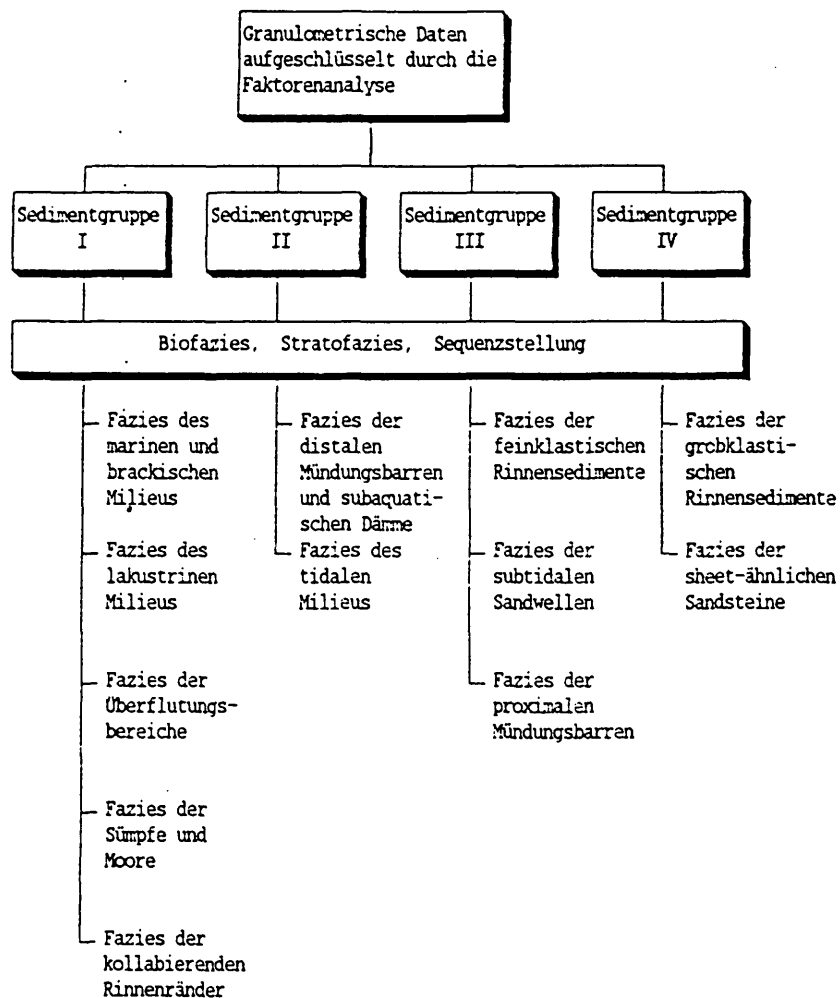 Granulometrische Daten
aufgeschlüsselt durch die
Faktorenanalyse
Sedimentgruppe
I
Sedimentgruppe
II
Sedimentgruppe
III
Sedimentgruppe
IV
Biofazies, Stratofazies, Sequenzstellung
Fazies des
marinen und
brackischen
Milieus
Fazies des
lakustrinen
Milieus
Fazies der
Überflutungs-
bereiche
Fazies der
Sümpfe und
Moore
Fazies der
kollabierenden
Rinnenränder
Fazies der
distalen
Mündungsbarren
und subaquati-
schen Dämme
Fazies des
tidalen
Milieus
Fazies der
feinklastischen
Rinnensedimente
Fazies der
subtidalen
Sandwellen
Fazies der
proximalen
Mündungsbarren
Fazies der
grobklasti-
schen
Rinnensedimente
Fazies der
sheet-ähnlichen
Sandsteine